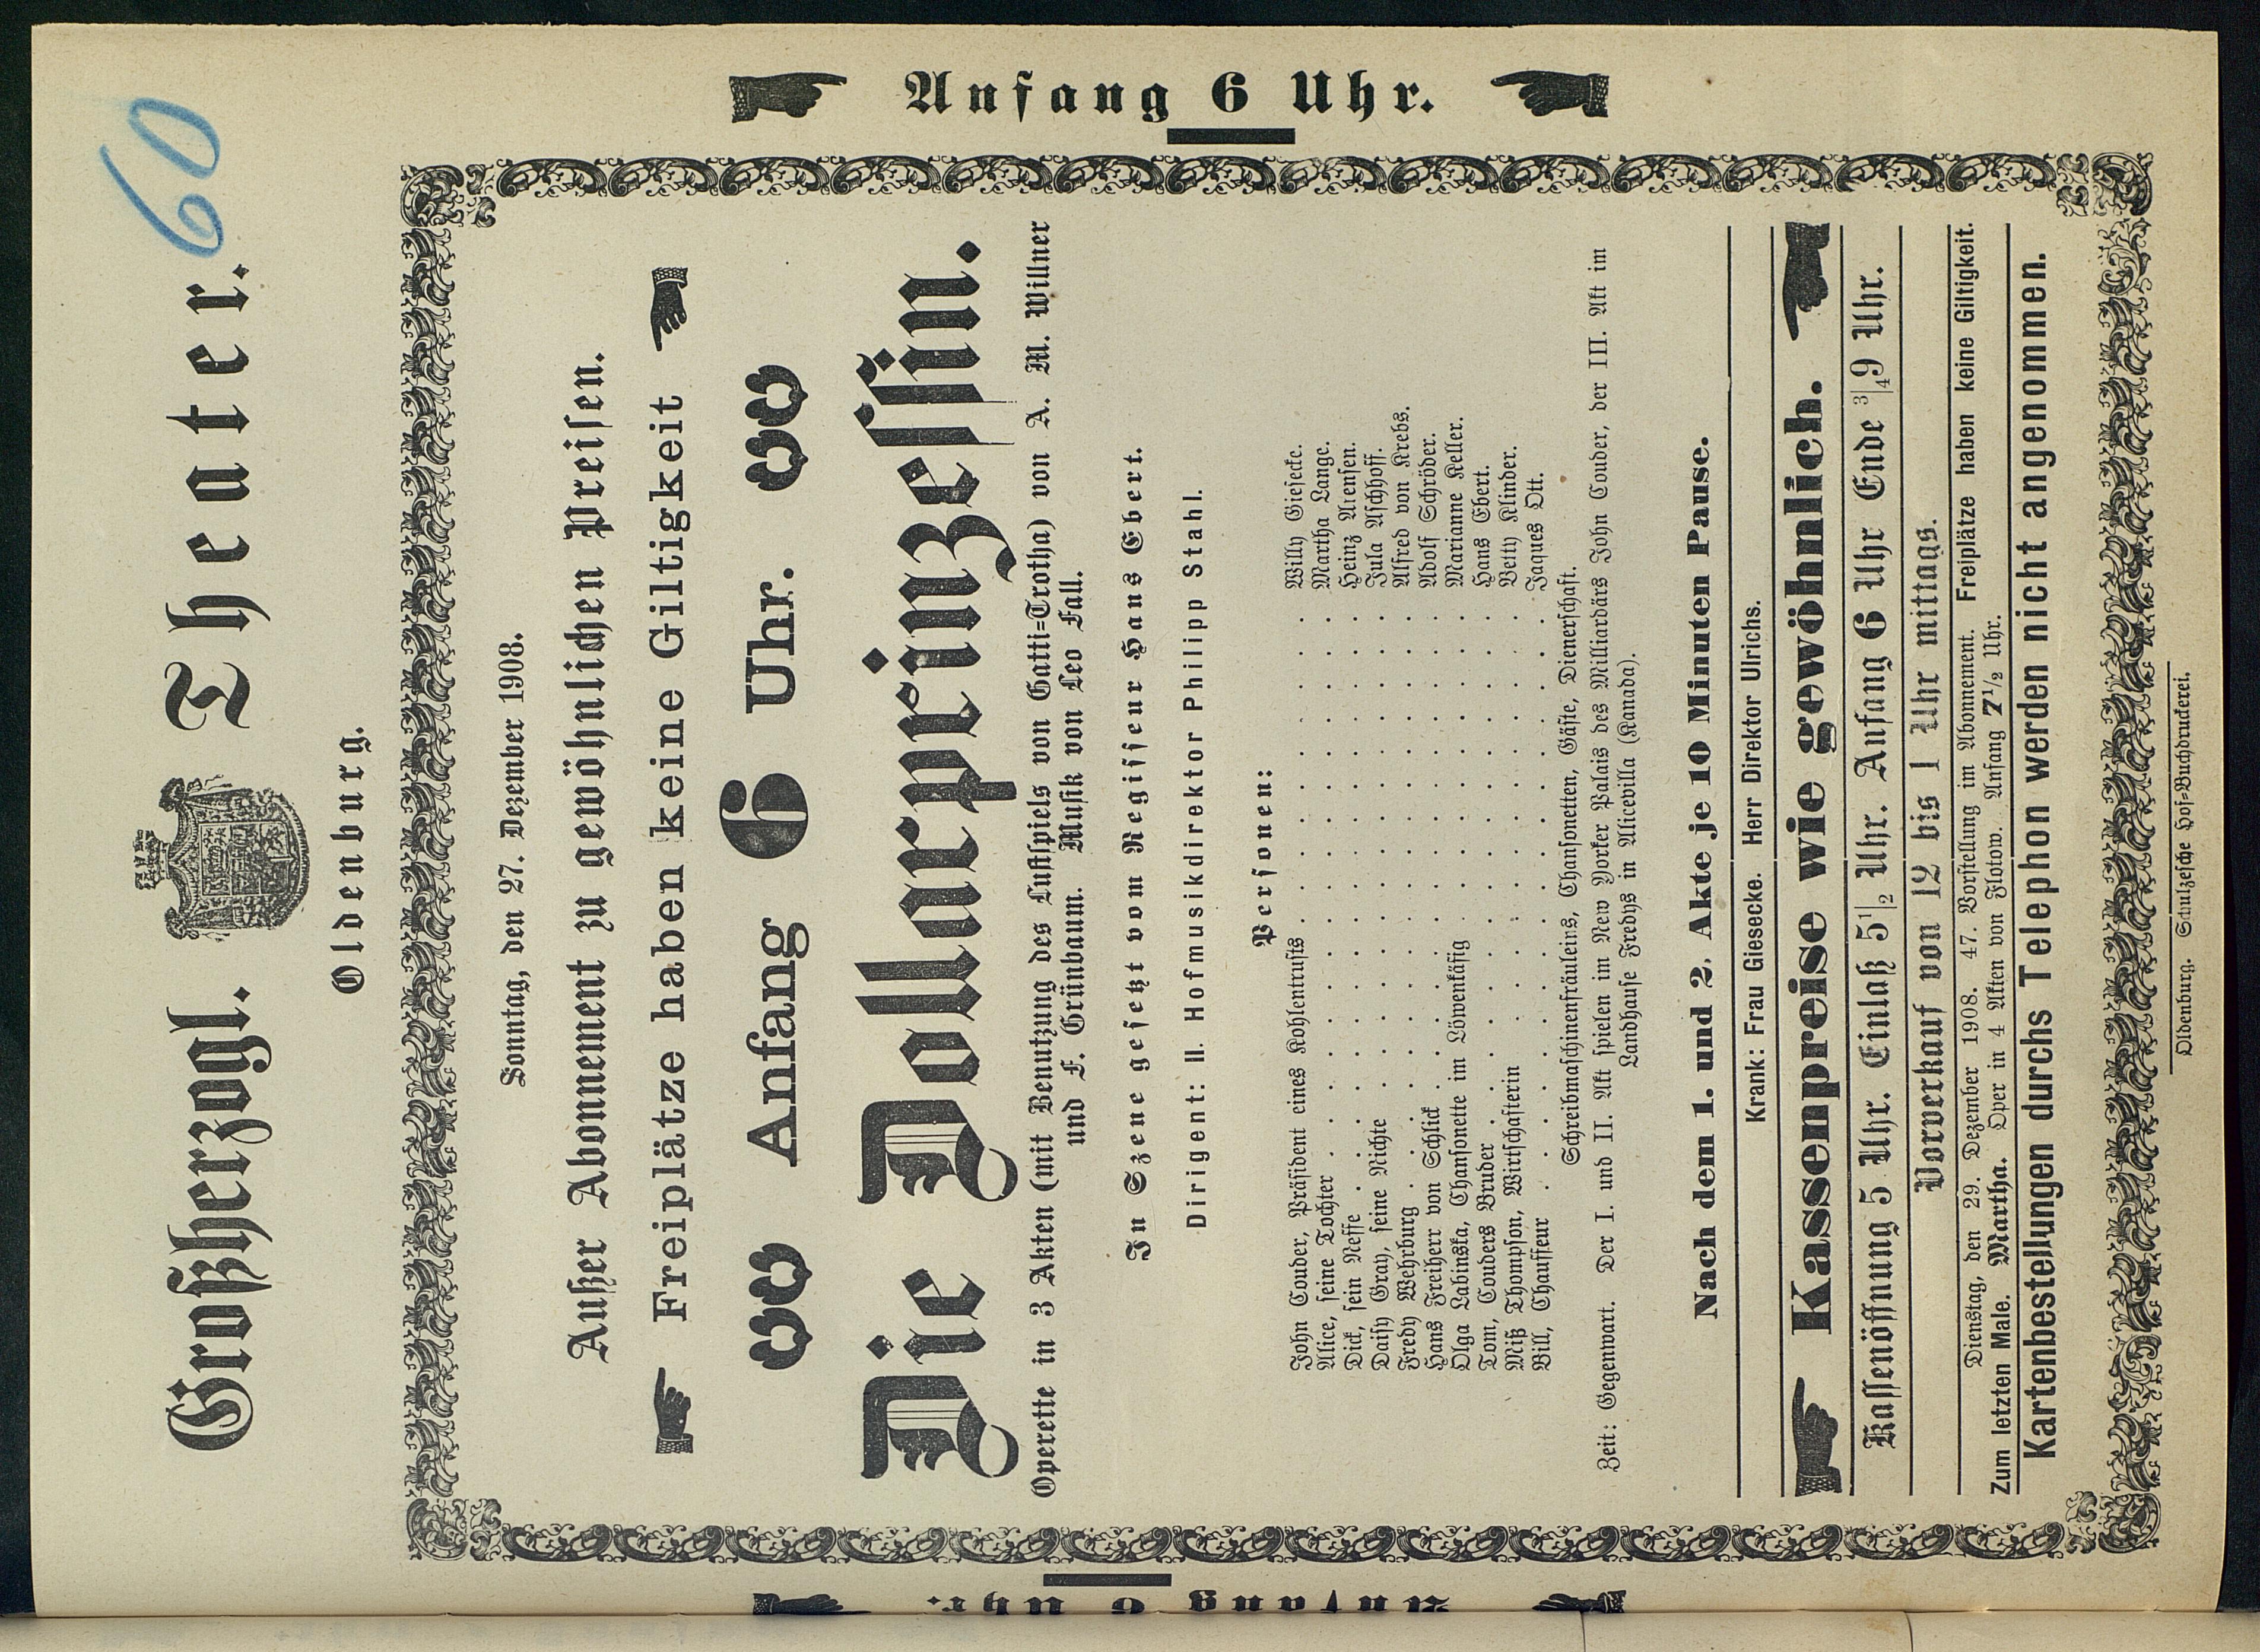 60
Großherzogl. Theater.
Oldenburg.
Anfang 6 Uhr.
Sonntag, den 27. Dezember 1908.
Außer Abonnement zu gewöhnlichen Preisen.
Freiplätze haben keine Giltigkeit
Anfang 6 Uhr.
Die Dollarprinzessin.
Operette in 3 Akten (mit Benutzung des Lustspiels von Gatti-Trotha) von A. M. Willner
und F. Grünbaum. Musik von Leo Fall.
In Szene gesetzt vom Regisseur Hans Ebert.
Dirigent: II. Hofmusikdirektor Philipp Stahl.
Personen:
John Couder, Präsident eines Kohlentrusts . . . . . Willy Giesecke.
Alice, seine Tochter . . . . . Martha Lange.
Dick, sein Neffe . . . . . Heinz Arensen.
Daisy Gray, seine Nichte . . . . . Jula Aschhoff.
Fredy Wehrburg . . . . . Alfred von Krebs.
Hans Freiherr von Schlick . . . . . Adolf Schröder.
Olga Labinska, Chansonette im Löwenkäfig . . . . . Marianne Keller.
Tom, Couders Bruder . . . . . Hans Ebert.
Miß Thompson, Wirtschafterin . . . . . Betty Klinder.
Bill, Chauffeur . . . . . Jaques Ott.
Schreibmaschinenfräuleins, Chansonetten, Gäste, Dienerschaft.
Zeit: Gegenwart. Der I. und II. Akt spielen im New Yorker Palais des Milliardärs John Couder, der III. Akt im
Landhause Fredys in Alicevilla (Kanada).
Nach dem 1. und 2. Akte je 10 Minuten Pause.
Krank: Frau Giesecke. Herr Direktor Ulrichs.
Kassenpreise wie gewöhnlich.
Kassenöffnung 5 Uhr. Einlaß 5 1/2 Uhr. Anfang 6 Uhr Ende 3/4 9 Uhr.
Vorverkauf von 12 bis 1 Uhr mittags.
Dienstag, den 29. Dezember 1908. 47. Vorstellung im Abonnement. Freiplätze haben keine Giltigkeit.
Zum letzten Male. Martha. Oper in 4 Akten von Flotow. Anfang 7 1/2 Uhr.
Kartenbestellungen durchs Telephon werden nicht angenommen.
Oldenburg. Schulzesche Hof-Buchdruckerei.
Anfang 6 Uhr.